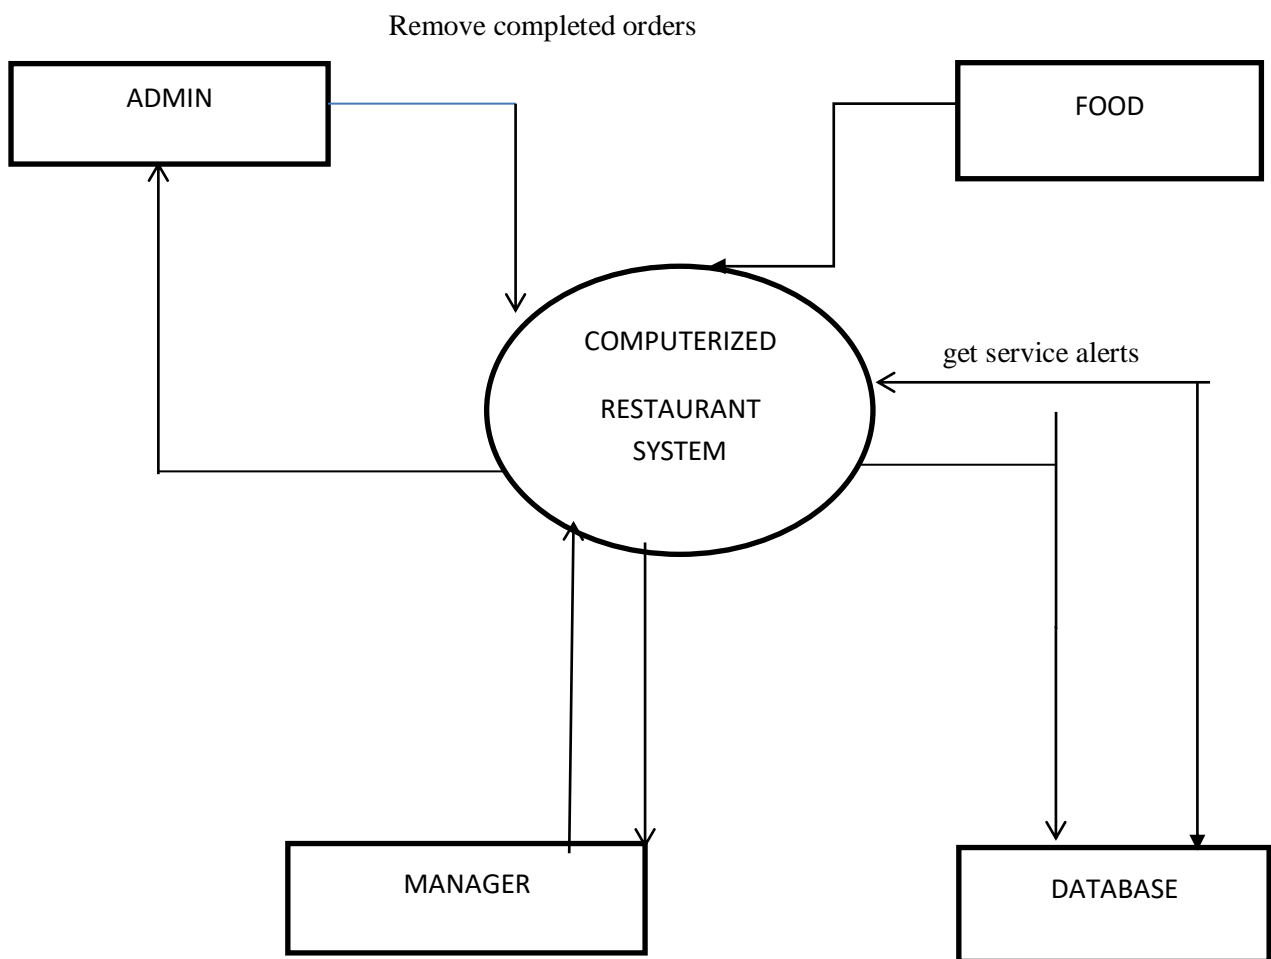 Remove completed orders
ADMIN
FOOD
COMPUTERIZED
RESTAURANT
SYSTEM
get service alerts
MANAGER
DATABASE